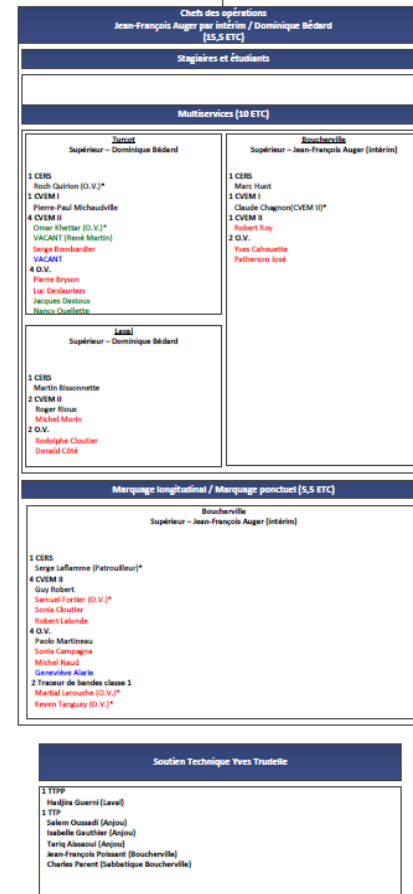 Chefs des opérations
Jean-François Auger par intérim / Dominique Bédard
(15,5 ETC)
Stagiaires et étudiants
Multiservices (10 ETC)
Turcot
Supérieur – Dominique Bédard
1 CERS
Roch Quirion (O.V.)*
1 CVEM I
Pierre-Paul Michaudville
4 CVEM II
Omar Khettar (O.V.)*
VACANT (René Martin)
Serge Bombardier
VACANT
4 O.V.
Pierre Bryson
Luc Deslauriers
Jacques Dastous
Nancy Ouellette
Boucherville
Supérieur – Jean-François Auger (intérim)
1 CERS
Marc Huot
1 CVEM I
Claude Chagnon(CVEM II)*
1 CVEM II
Robert Roy
2 O.V.
Yves Cahouette
Patherson José
Laval
Supérieur – Dominique Bédard
1 CERS
Martin Bissonnette
2 CVEM II
Roger Rioux
Michel Morin
2 O.V.
Rodolphe Cloutier
Donald Côté
Marquage longitudinal / Marquage ponctuel (5,5 ETC)
Boucherville
Supérieur – Jean-François Auger (intérim)
1 CERS
Serge Laflamme (Patrouilleur)*
4 CVEM II
Guy Robert
Samuel Fortier (O.V.)*
Sonia Cloutier
Robert Lalonde
4 O.V.
Paolo Martineau
Sonia Campagna
Michel Naud
Geneviève Alarie
2 Traceur de bandes classe 1
Martial Larouche (O.V.)*
Keven Tanguay (O.V.)*
Soutien Technique Yves Trudelle
1 TTPP
Hadjira Guerni (Laval)
1 TTP
Salem Oussadi (Anjou)
Isabelle Gauthier (Anjou)
Tariq Aissaoui (Anjou)
Jean-François Poissant (Boucherville)
Charles Parent (Sabbatique Boucherville)